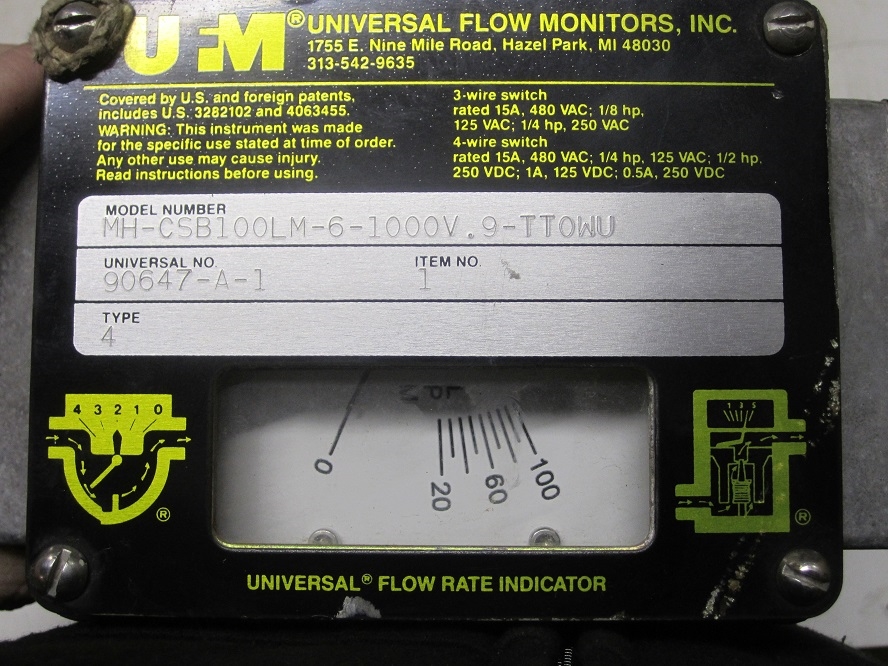 UFM® UNIVERSAL FLOW MONITORS, INC.
1755 E. Nine Mile Road, Hazel Park, MI 48030
313-542-9635
Covered by U.S. and foreign patents,
includes U.S. 3282102 and 4063455.
WARNING: This instrument was made
for the specific use stated at time of order.
Any other use may cause injury.
Read instructions before using.
3-wire switch
rated 15A, 480 VAC; 1/8 hp,
125 VAC; 1/4 hp, 250 VAC
4-wire switch
rated 15A, 480 VAC; 1/4 hp, 125 VAC; 1/2 hp.
250 VDC; 1A, 125 VDC; 0.5A, 250 VDC
MODEL NUMBER
MH-CSB100LM-6-1000V.9-TTOWU
UNIVERSAL NO. ITEM NO.
90647-A-1 1
TYPE
4
4 3 2 1 0
®
0 20 60 100
1 3 5
®
UNIVERSAL® FLOW RATE INDICATOR